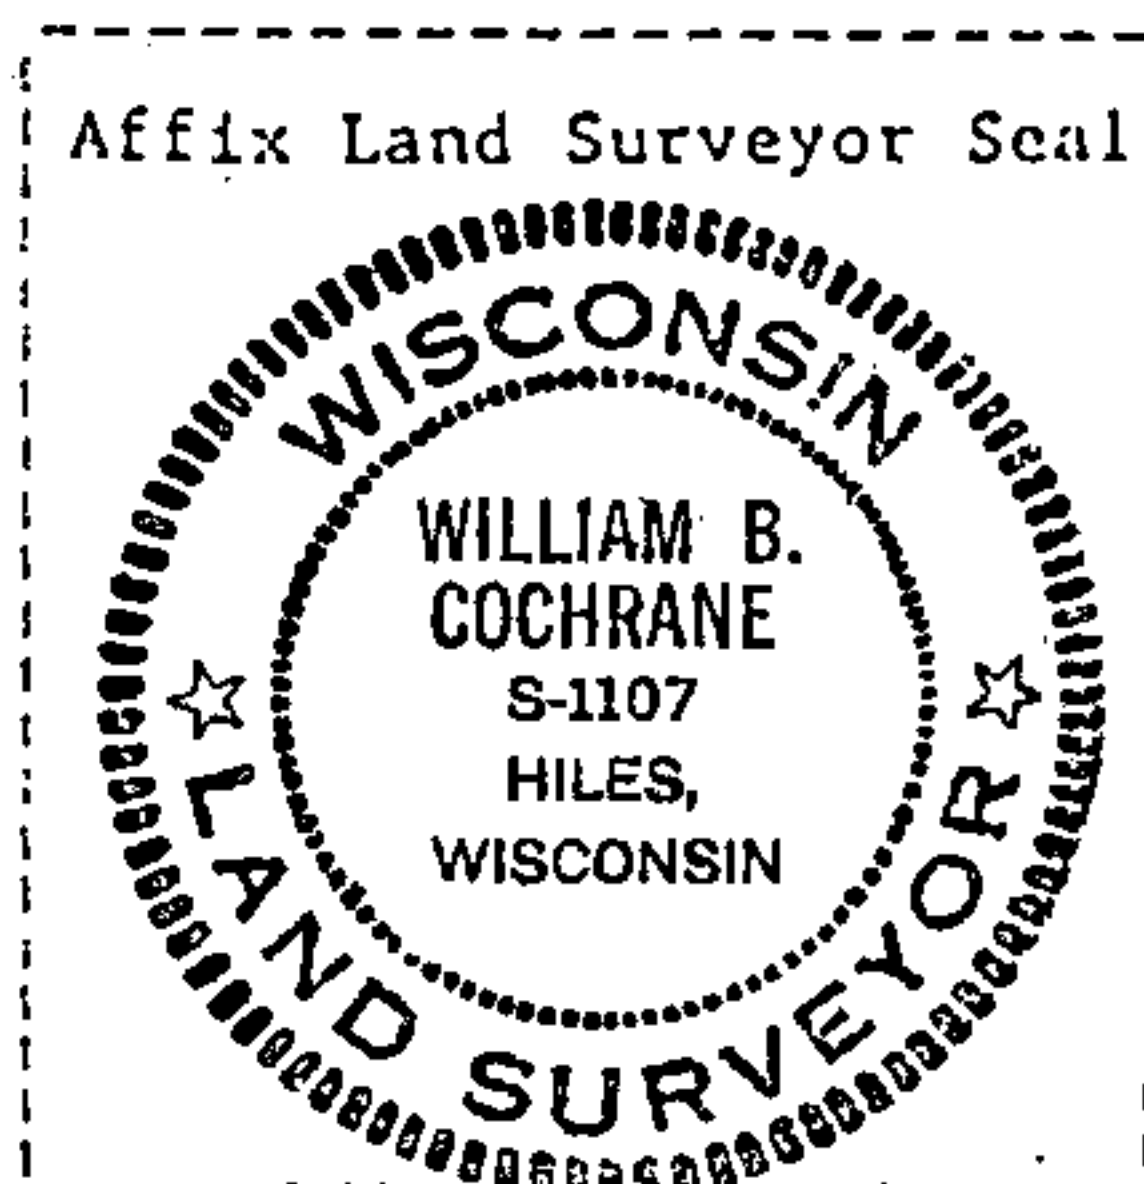 Affix Land Surveyor Seal
WISCONSIN
WILLIAM B.
COCHRANE
S-1107
HILES,
WISCONSIN
LAND SURVEYOR